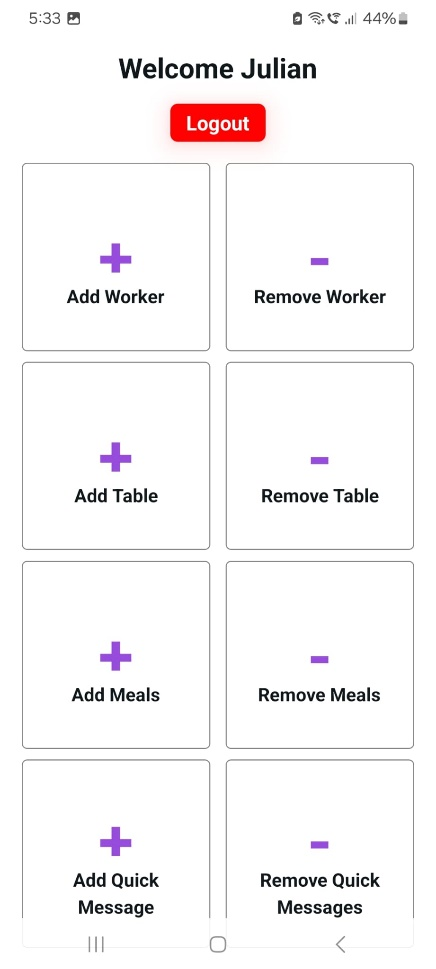 5:33 44%
Welcome Julian
Logout
+ -
Add Worker Remove Worker
+ -
Add Table Remove Table
+ -
Add Meals Remove Meals
+ -
Add Quick Remove Quick
Message Messages